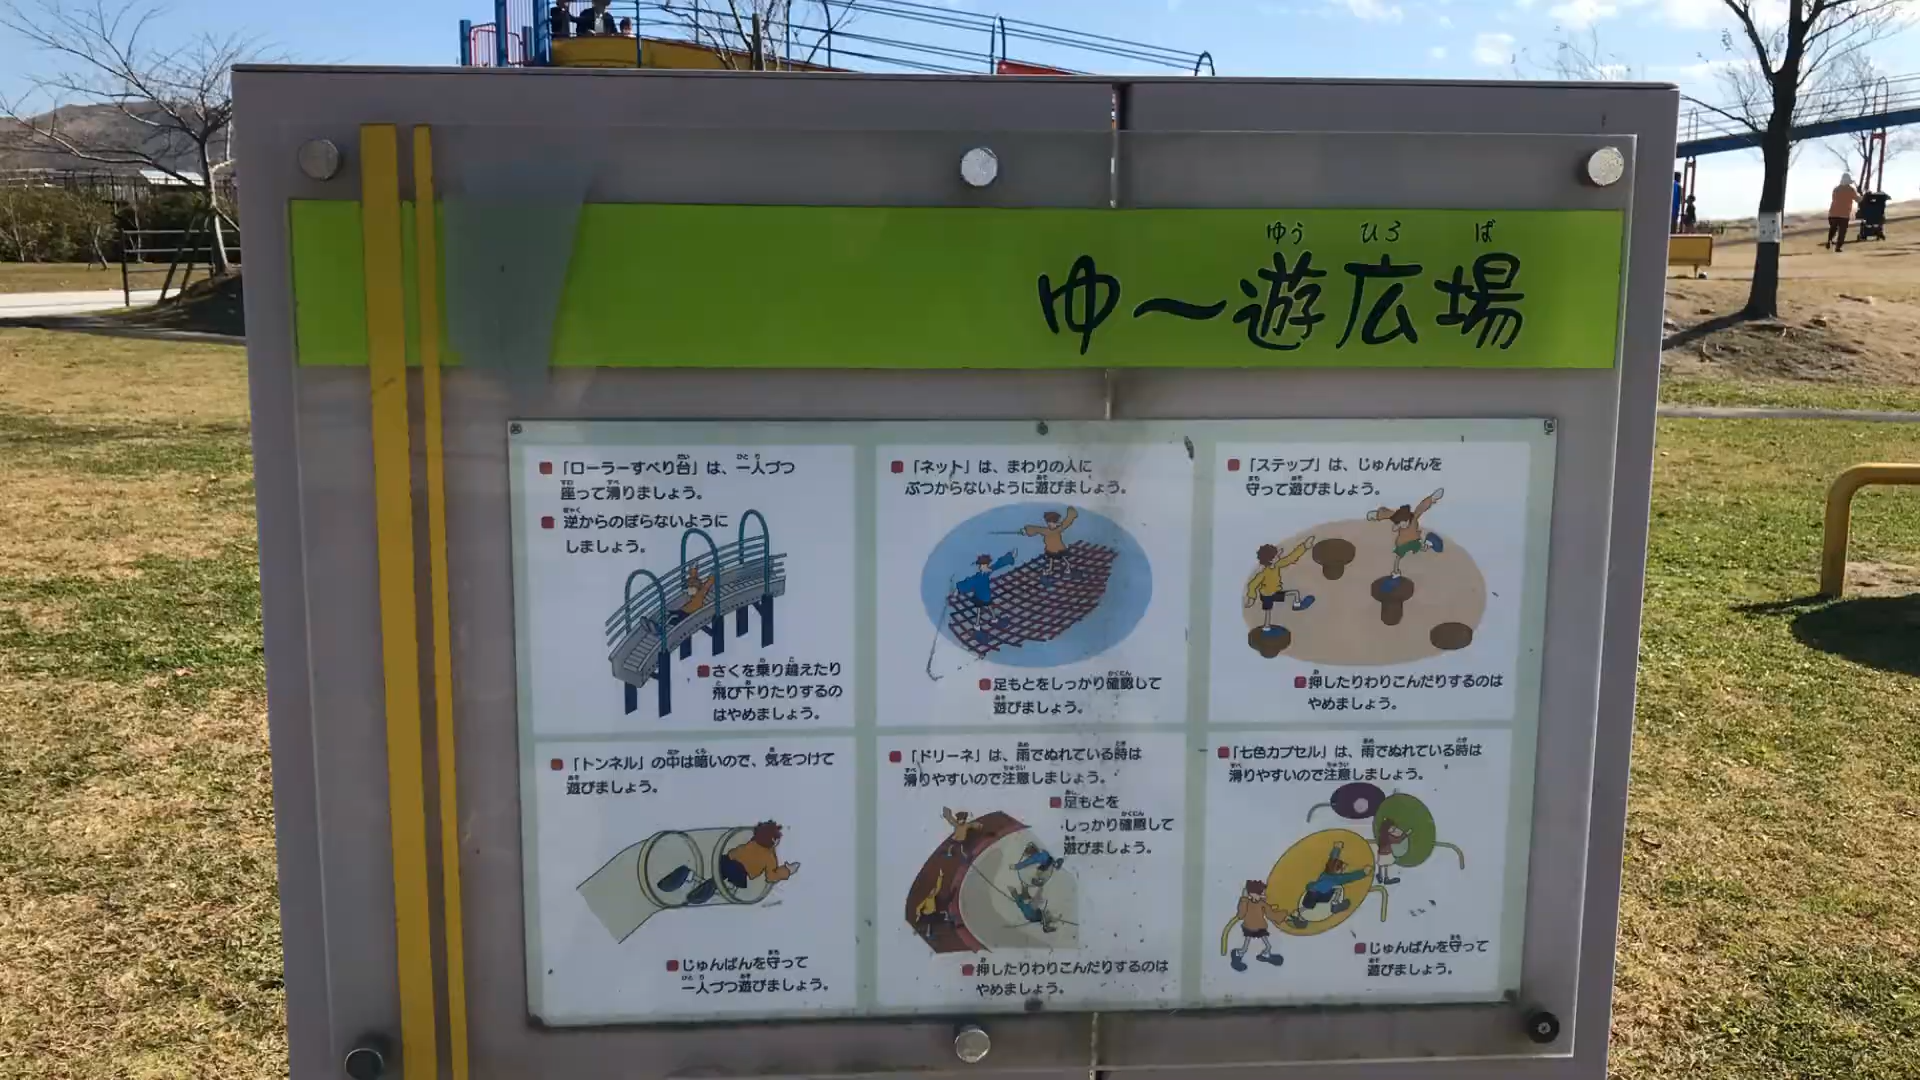 ゆう ひろ ば
ゆ〜遊広場
「ローラーすべり台」は、一人づつ
座って滑りましょう。
逆からのぼらないように
しましょう。
さくを乗り越えたり
飛び下りたりするの
はやめましょう。
「ネット」は、まわりの人に
ぶつからないように遊びましょう。
足もとをしっかり確認して
遊びましょう。
「ステップ」は、じゅんばんを
守って遊びましょう。
押したりわりこんだりするのは
やめましょう。
「トンネル」の中は暗いので、気をつけて
遊びましょう。
じゅんばんを守って
一人づつ遊びましょう。
「ドリーネ」は、雨でぬれている時は
滑りやすいので注意しましょう。
足もとを
しっかり確認して
遊びましょう。
押したりわりこんだりするのは
やめましょう。
「七色カプセル」は、雨でぬれている時は
滑りやすいので注意しましょう。
じゅんばんを守って
遊びましょう。